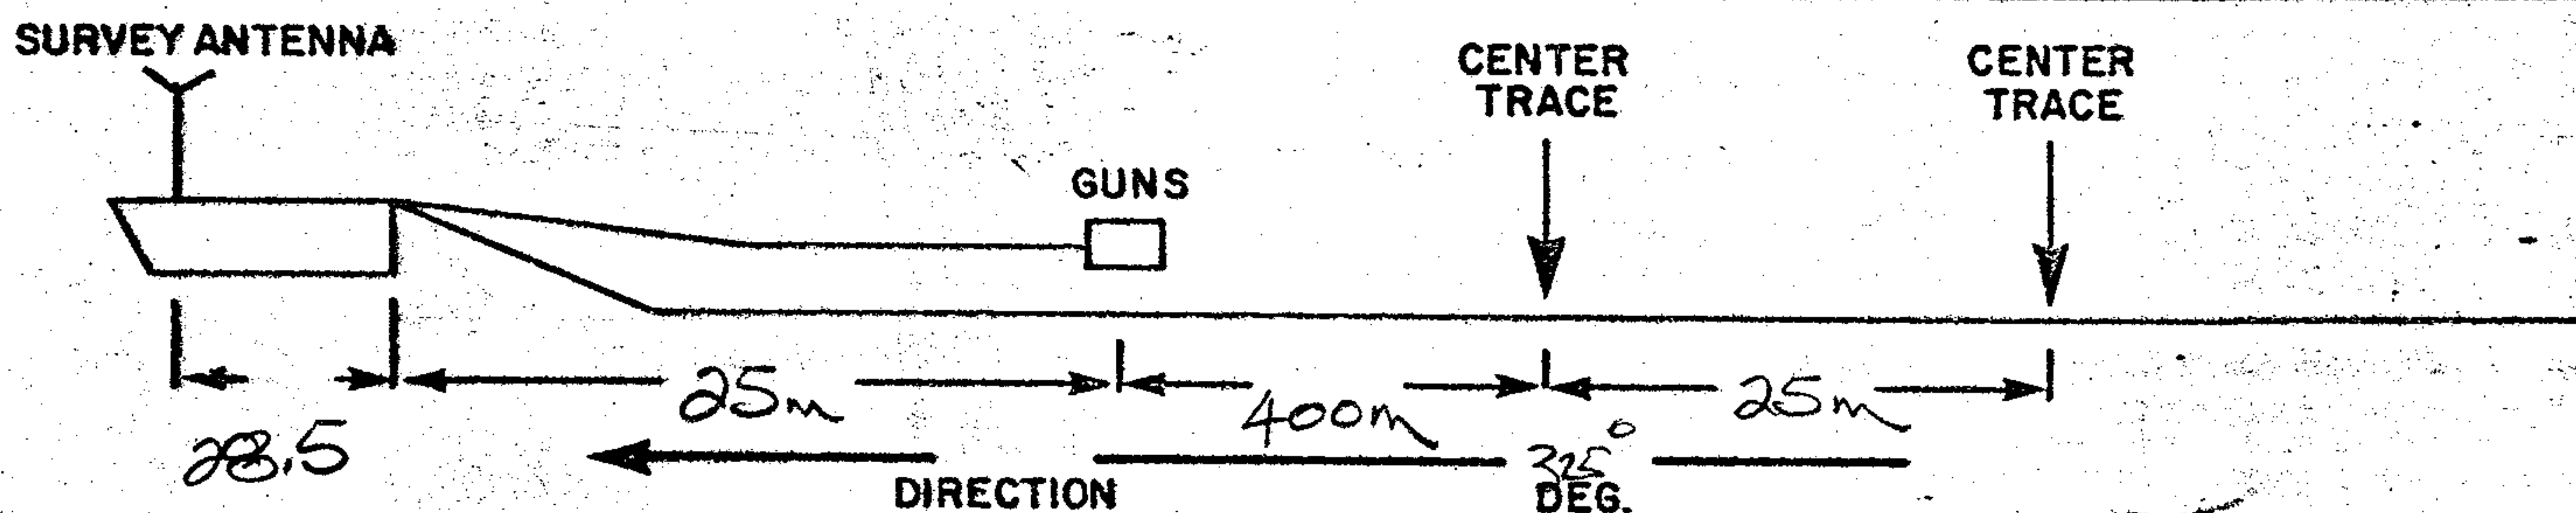 SURVEY ANTENNA
CENTER
TRACE
CENTER
TRACE
GUNS
28.5
25m
400m
25m
DIRECTION
325°
DEG.